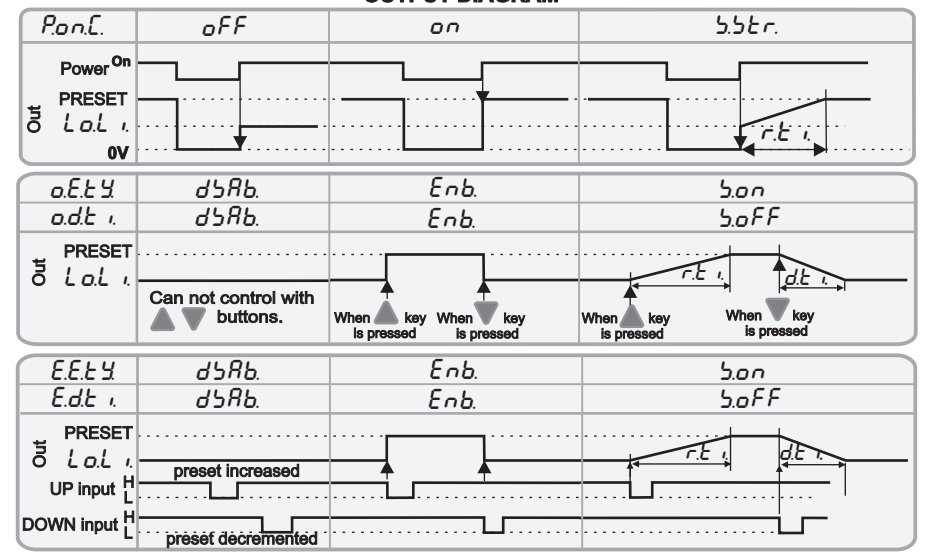 P.on.C. oFF on S.Str.
Power On
Out
PRESET
Lo.L i.
0V
r.t i.
o.E.t Y. dSAb. Enb. S.on
o.d.t i. dSAb. Enb. S.oFF
Out
PRESET
Lo.L i.
r.t i.
d.t i.
Can not control with
buttons.
When key
is pressed
When key
is pressed
When key
is pressed
When key
is pressed
E.E.t Y. dSAb. Enb. S.on
E.d.t i. dSAb. Enb. S.oFF
Out
PRESET
Lo.L i.
r.t i.
d.t i.
preset increased
UP input H
L
DOWN input H
L
preset decremented